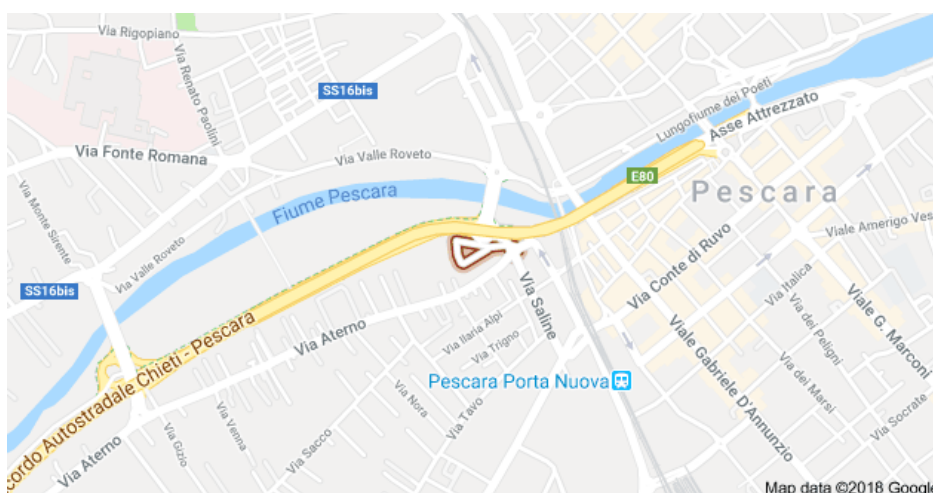 Via Rigopiano
Via Renato Paolini
SS16bis
Via Fonte Romana
Via Valle Roveto
Lungofiume dei Poeti
Asse Attrezzato
E80
Pescara
Fiume Pescara
Via Monte Sirente
Via Valle Roveto
SS16bis
Viale Amerigo Ves
Via Conte di Ruvo
Via Italica
Via Saline
Via dei Peligni
Viale G. Marconi
Via Aterno
Via Ilaria Alpi
Via Trigno
Viale Gabriele D'Annunzio
Via dei Marsi
Pescara Porta Nuova
cordo Autostradale Chieti - Pescara
Via Nora
Via Tavo
Via Socrate
Via Venna
Via Gizio
Via Sacco
Via Aterno
Map data ©2018 Google